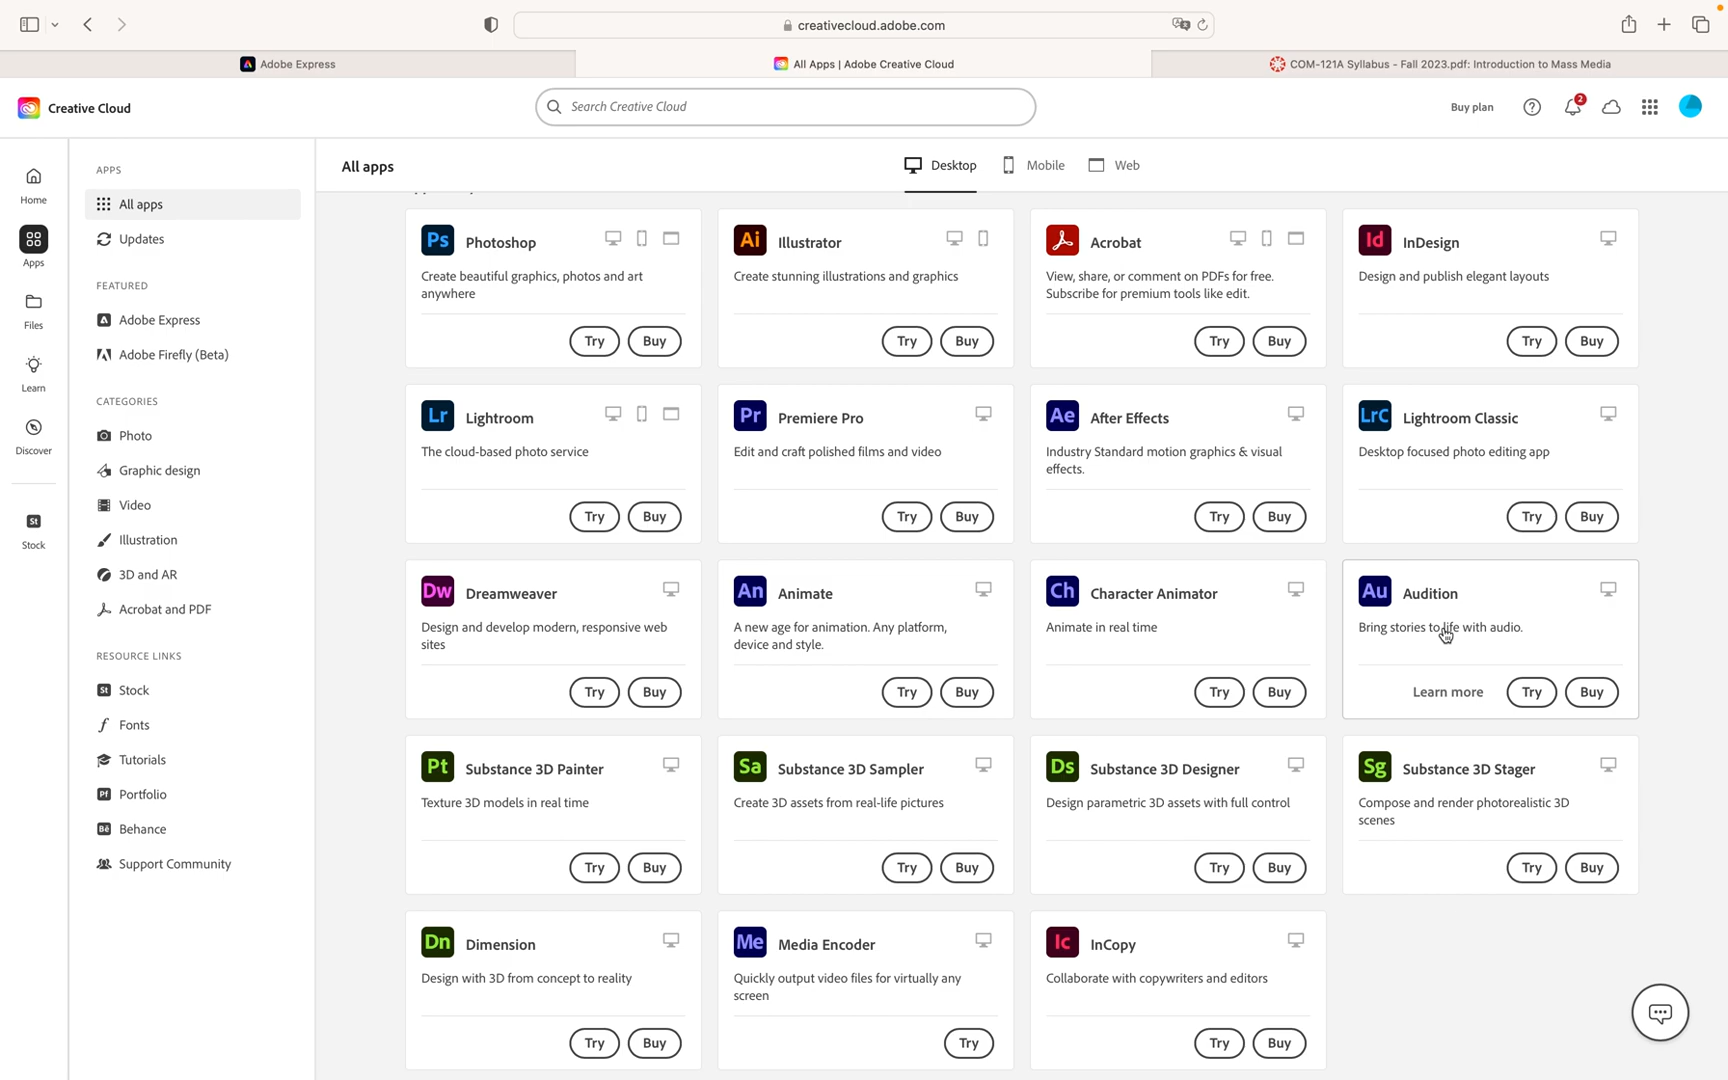 creativecloud.adobe.com
Adobe Express
All Apps | Adobe Creative Cloud
COM-121A Syllabus - Fall 2023.pdf: Introduction to Mass Media
Creative Cloud
Search Creative Cloud
Buy plan
2
Home
Apps
Files
Learn
Discover
St
Stock
APPS
All apps
Updates
FEATURED
Adobe Express
Adobe Firefly (Beta)
CATEGORIES
Photo
Graphic design
Video
Illustration
3D and AR
Acrobat and PDF
RESOURCE LINKS
St Stock
Fonts
Tutorials
Pf Portfolio
Bē Behance
Support Community
All apps
Desktop
Mobile
Web
Ps Photoshop
Create beautiful graphics, photos and art
anywhere
Try Buy
Ai Illustrator
Create stunning illustrations and graphics
Try Buy
Acrobat
View, share, or comment on PDFs for free.
Subscribe for premium tools like edit.
Try Buy
Id InDesign
Design and publish elegant layouts
Try Buy
Lr Lightroom
The cloud-based photo service
Try Buy
Pr Premiere Pro
Edit and craft polished films and video
Try Buy
Ae After Effects
Industry Standard motion graphics & visual
effects.
Try Buy
LrC Lightroom Classic
Desktop focused photo editing app
Try Buy
Dw Dreamweaver
Design and develop modern, responsive web
sites
Try Buy
An Animate
A new age for animation. Any platform,
device and style.
Try Buy
Ch Character Animator
Animate in real time
Try Buy
Au Audition
Bring stories to life with audio.
Learn more Try Buy
Pt Substance 3D Painter
Texture 3D models in real time
Try Buy
Sa Substance 3D Sampler
Create 3D assets from real-life pictures
Try Buy
Ds Substance 3D Designer
Design parametric 3D assets with full control
Try Buy
Sg Substance 3D Stager
Compose and render photorealistic 3D
scenes
Try Buy
Dn Dimension
Design with 3D from concept to reality
Try Buy
Me Media Encoder
Quickly output video files for virtually any
screen
Try
Ic InCopy
Collaborate with copywriters and editors
Try Buy